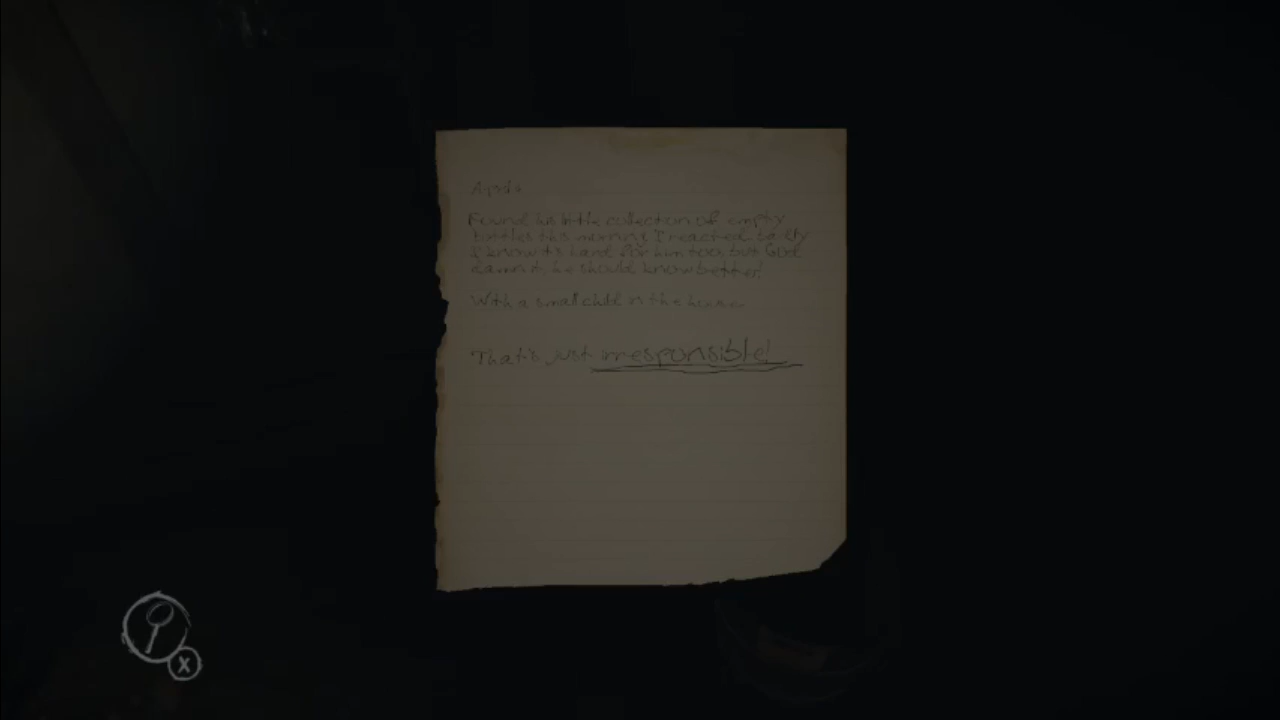 Found his little collection of empty
bottles this morning. I reacted badly
I know it's hard for him too, but God
damn it he should know better!
With a small child in the house
That's just irresponsible!
X